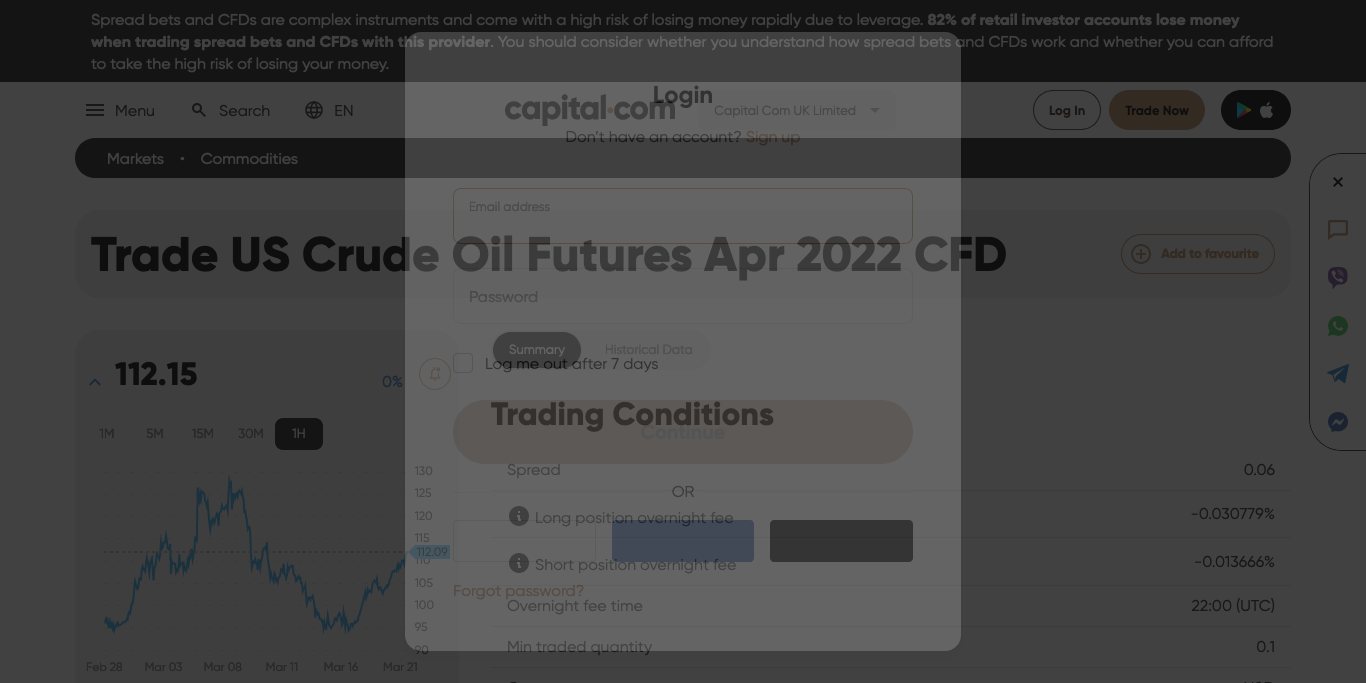 Spread bets and CFDs are complex instruments and come with a high risk of losing money rapidly due to leverage. 82% of retail investor accounts lose money
when trading spread bets and CFDs with this provider. You should consider whether you understand how spread bets and CFDs work and whether you can afford
to take the high risk of losing your money.
Menu
Search
EN
capital.com
Capital Com UK Limited
Log In
Trade Now
Login
Don't have an account? Sign up
Markets • Commodities
Email address
Trade US Crude Oil Futures Apr 2022 CFD
Add to favourite
Password
Summary
Historical Data
Log me out after 7 days
112.15
0%
1M 5M 15M 30M 1H
Trading Conditions
Continue
130
125
120
115
112.09
110
105
100
95
90
Feb 28 Mar 03 Mar 08 Mar 11 Mar 16 Mar 21
Spread 0.06
OR
Long position overnight fee -0.030779%
Short position overnight fee -0.013666%
Forgot password?
Overnight fee time 22:00 (UTC)
Min traded quantity 0.1